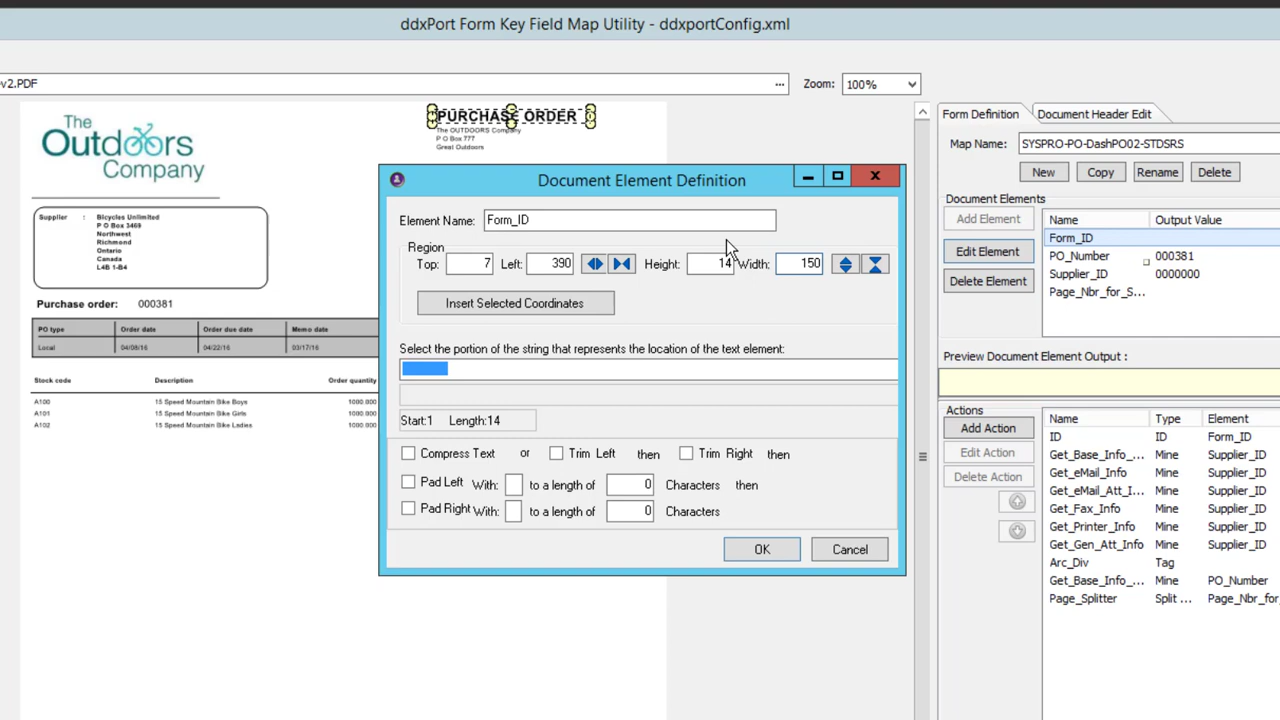 ddxPort Form Key Field Map Utility - ddxportConfig.xml
v2.PDF
...
Zoom: 100%
The
Outdoors
Company
PURCHASE ORDER
The OUTDOORS Company
P O Box 777
Great Outdoors
Supplier : Bicycles Unlimited
P O Box 3469
Northwest
Richmond
Ontario
Canada
L4B 1-B4
Purchase order: 000381
PO type Order date Order due date Memo date
Local 04/08/16 04/22/16 03/17/16
Stock code Description Order quantity
A100 15 Speed Mountain Bike Boys 1000.000
A101 15 Speed Mountain Bike Girls 1000.000
A102 15 Speed Mountain Bike Ladies 1000.000
Document Element Definition
Element Name: Form_ID
Region
Top: 7 Left: 390 Height: 14 Width: 150
Insert Selected Coordinates
Select the portion of the string that represents the location of the text element:
Start:1 Length:14
Compress Text or Trim Left then Trim Right then
Pad Left With: to a length of 0 Characters then
Pad Right With: to a length of 0 Characters
OK Cancel
Form Definition Document Header Edit
Map Name: SYSPRO-PO-DashPO02-STDSRS
New Copy Rename Delete
Document Elements
Add Element
Edit Element
Delete Element
Name Output Value
Form_ID
PO_Number 000381
Supplier_ID 0000000
Page_Nbr_for_S...
Preview Document Element Output :
Actions
Add Action
Edit Action
Delete Action
Name Type Element
ID ID Form_ID
Get_Base_Info_... Mine Supplier_ID
Get_eMail_Info Mine Supplier_ID
Get_eMail_Att_I... Mine Supplier_ID
Get_Fax_Info Mine Supplier_ID
Get_Printer_Info Mine Supplier_ID
Get_Gen_Att_Info Mine Supplier_ID
Arc_Div Tag
Get_Base_Info_... Mine PO_Number
Page_Splitter Split ... Page_Nbr_for